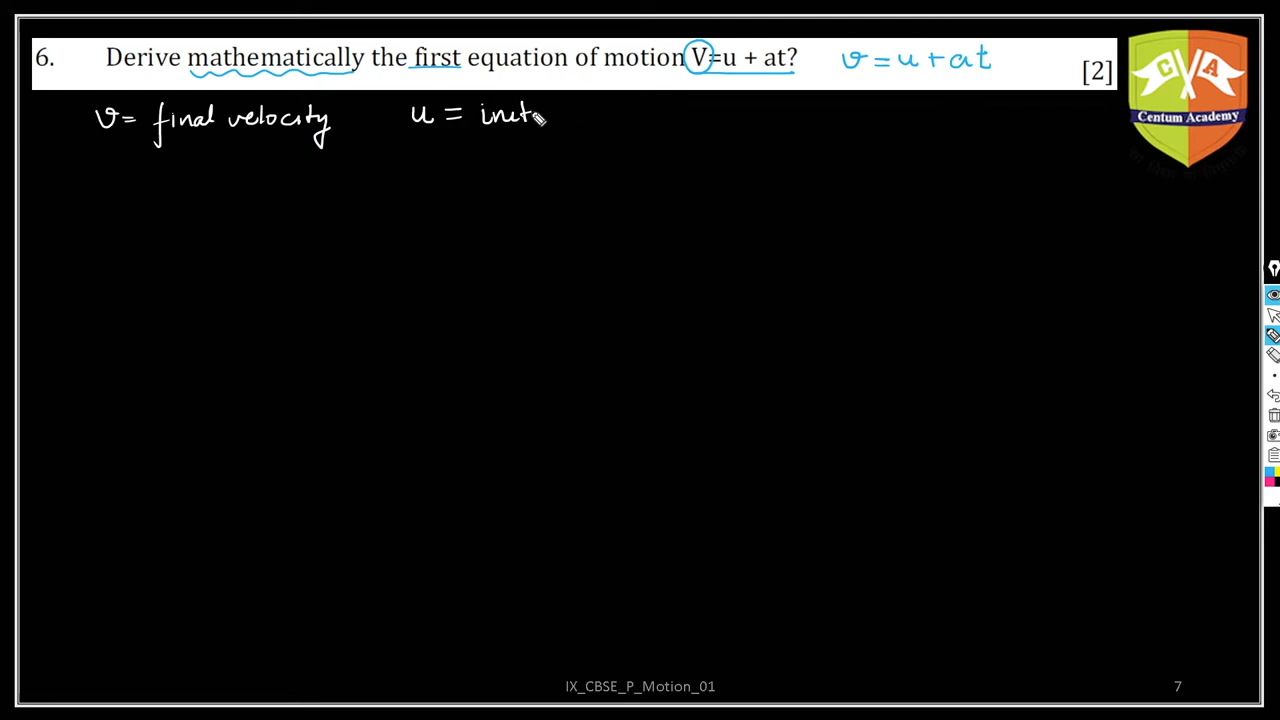 6. Derive mathematically the first equation of motion V=u + at? v = u + at [2]
v = final velocity u = init
C A
Centum Academy
IX_CBSE_P_Motion_01 7